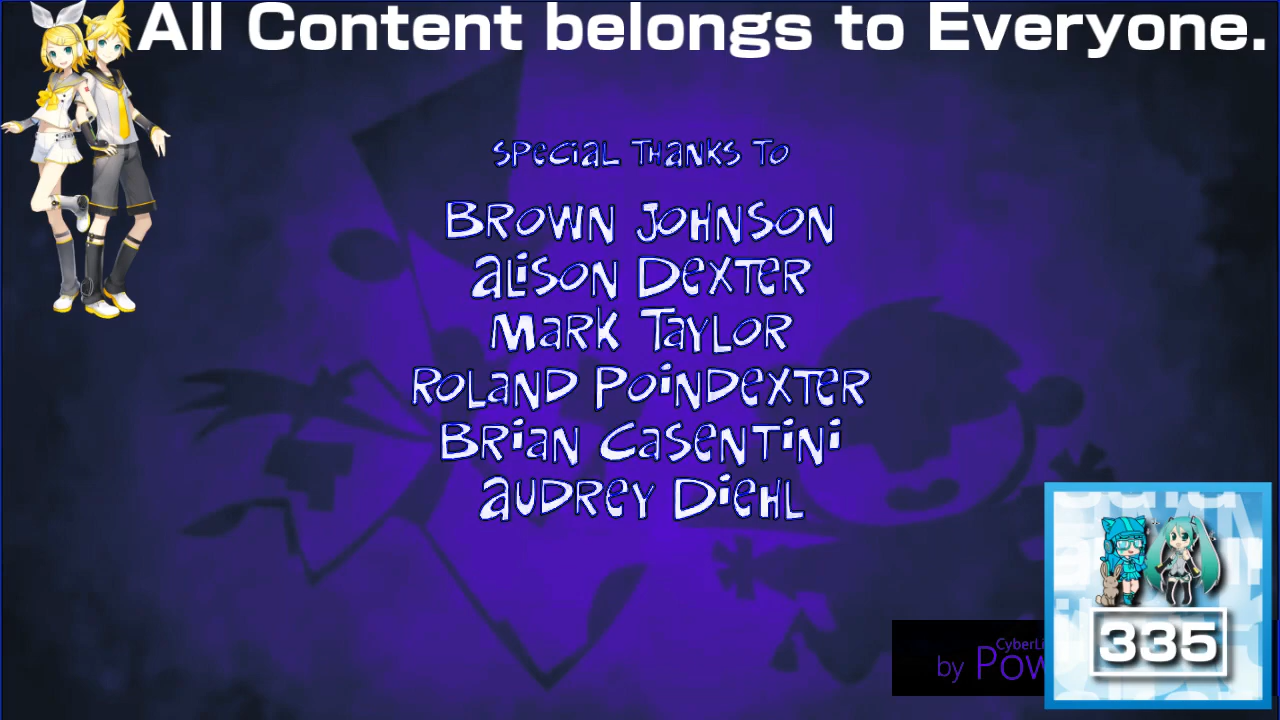 All Content belongs to Everyone.
SPECIAL THANKS TO
BROWN JOHNSON
ALISON DEXTER
MARK TAYLOR
ROLAND POINDEXTER
BRIAN CASENTINI
AUDREY DIEHL
by
335